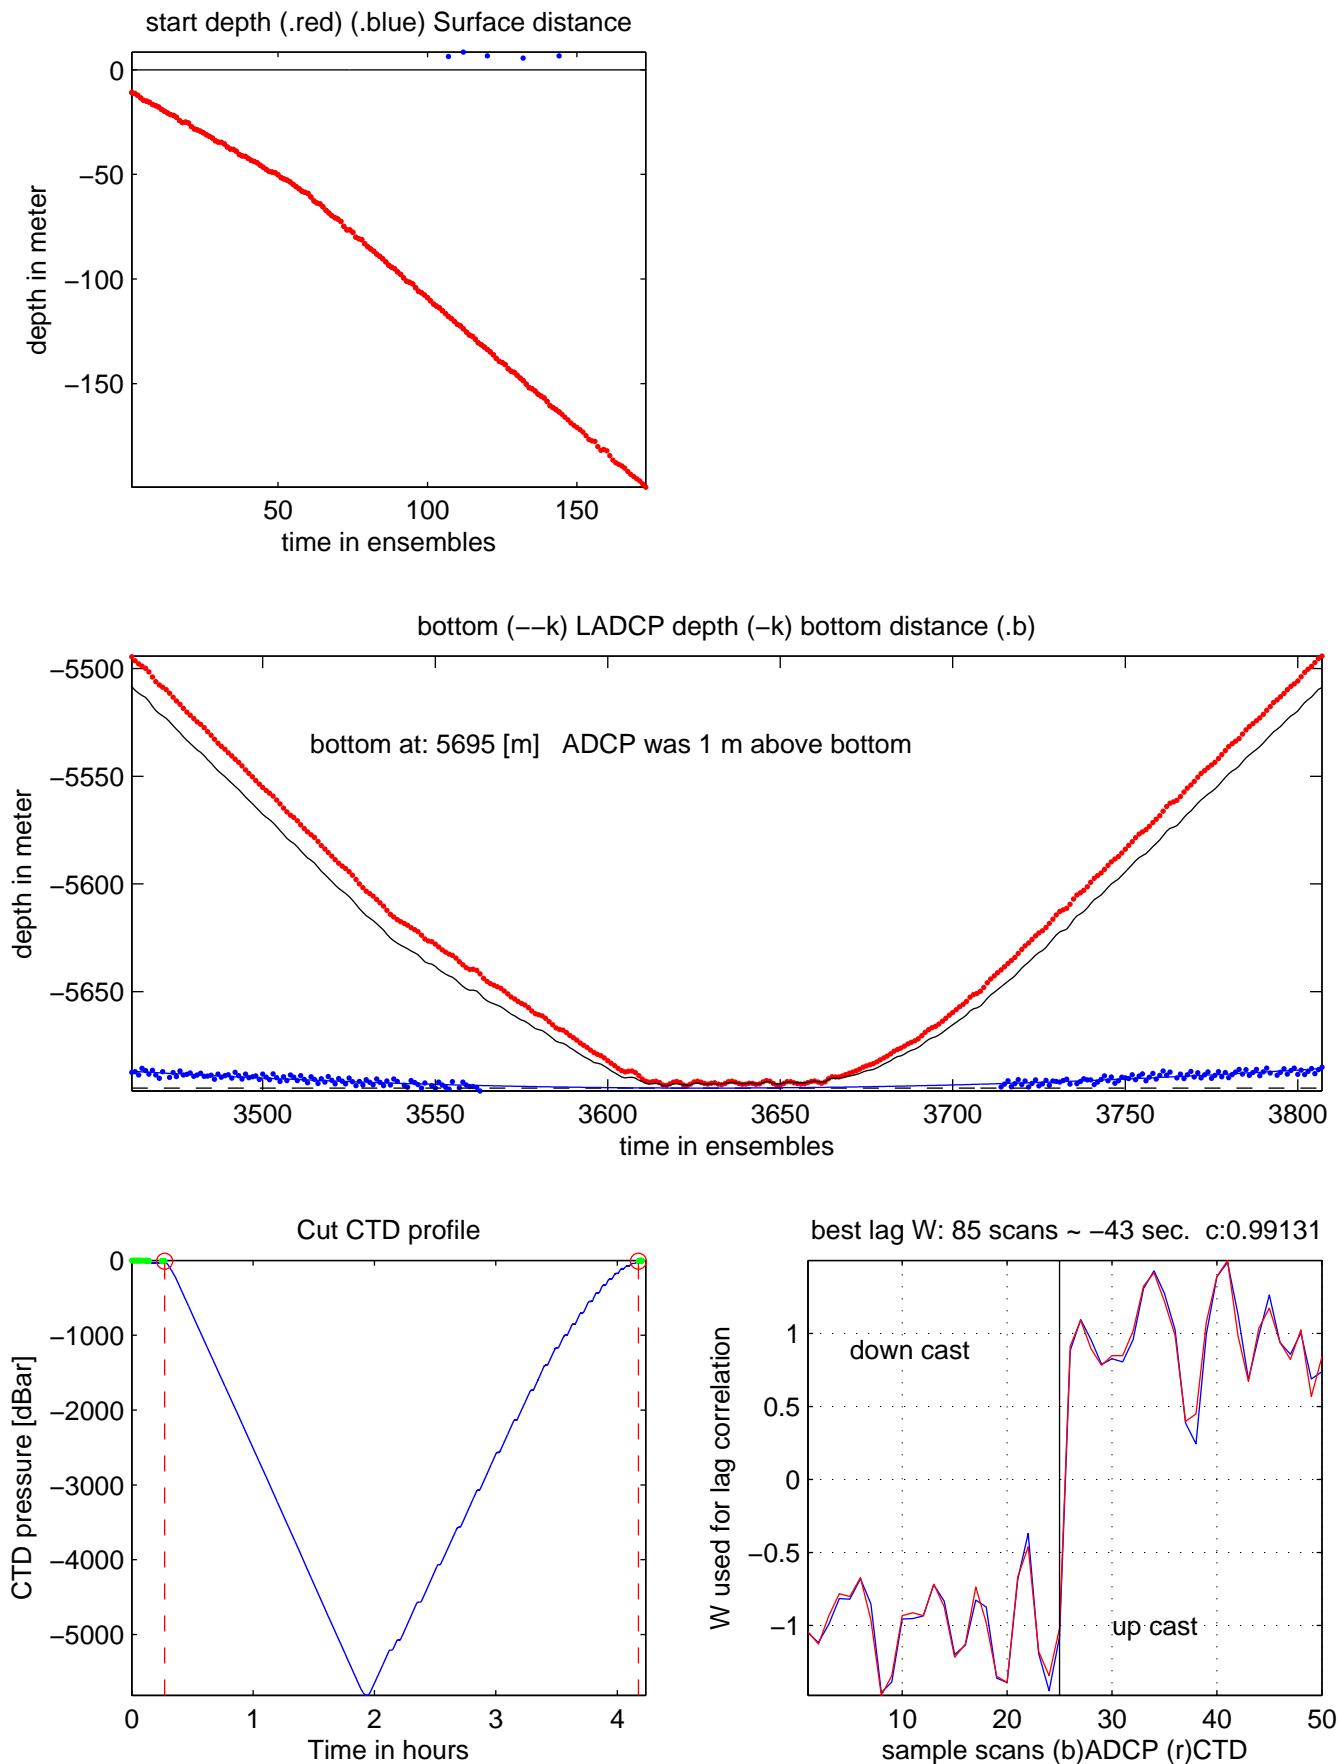 start depth (.red) (.blue) Surface distance
0
−50
−100
−150
depth in meter
50 100 150
time in ensembles
bottom (−−k) LADCP depth (−k) bottom distance (.b)
−5500
−5550
−5600
−5650
depth in meter
bottom at: 5695 [m] ADCP was 1 m above bottom
3500 3550 3600 3650 3700 3750 3800
time in ensembles
Cut CTD profile
0
−1000
−2000
−3000
−4000
−5000
CTD pressure [dBar]
0 1 2 3 4
Time in hours
best lag W: 85 scans ~ −43 sec. c:0.99131
1
0.5
0
−0.5
−1
W used for lag correlation
down cast
up cast
10 20 30 40 50
sample scans (b)ADCP (r)CTD